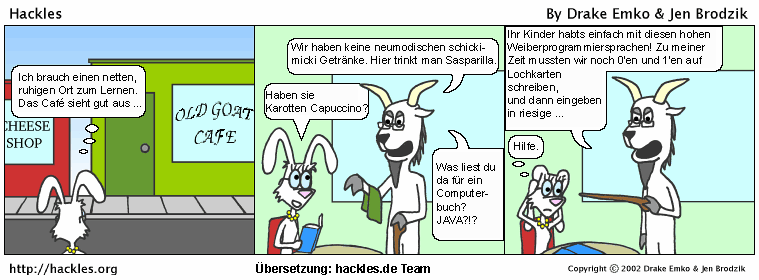 Hackles
By Drake Emko & Jen Brodzik
Ich brauch einen netten,
ruhigen Ort zum Lernen.
Das Café sieht gut aus ...
CHEESE
SHOP
OLD GOAT
CAFE
Wir haben keine neumodischen schicki-
micki Getränke. Hier trinkt man Sasparilla.
Haben sie
Karotten Capuccino?
Was liest du
da für ein
Computer-
buch?
JAVA?!?
Ihr Kinder habts einfach mit diesen hohen
Weiberprogrammiersprachen! Zu meiner
Zeit mussten wir noch 0'en und 1'en auf
Lochkarten
schreiben,
und dann eingeben
in riesige ...
Hilfe.
http://hackles.org
Übersetzung: hackles.de Team
Copyright © 2002 Drake Emko & Jen Brodzik